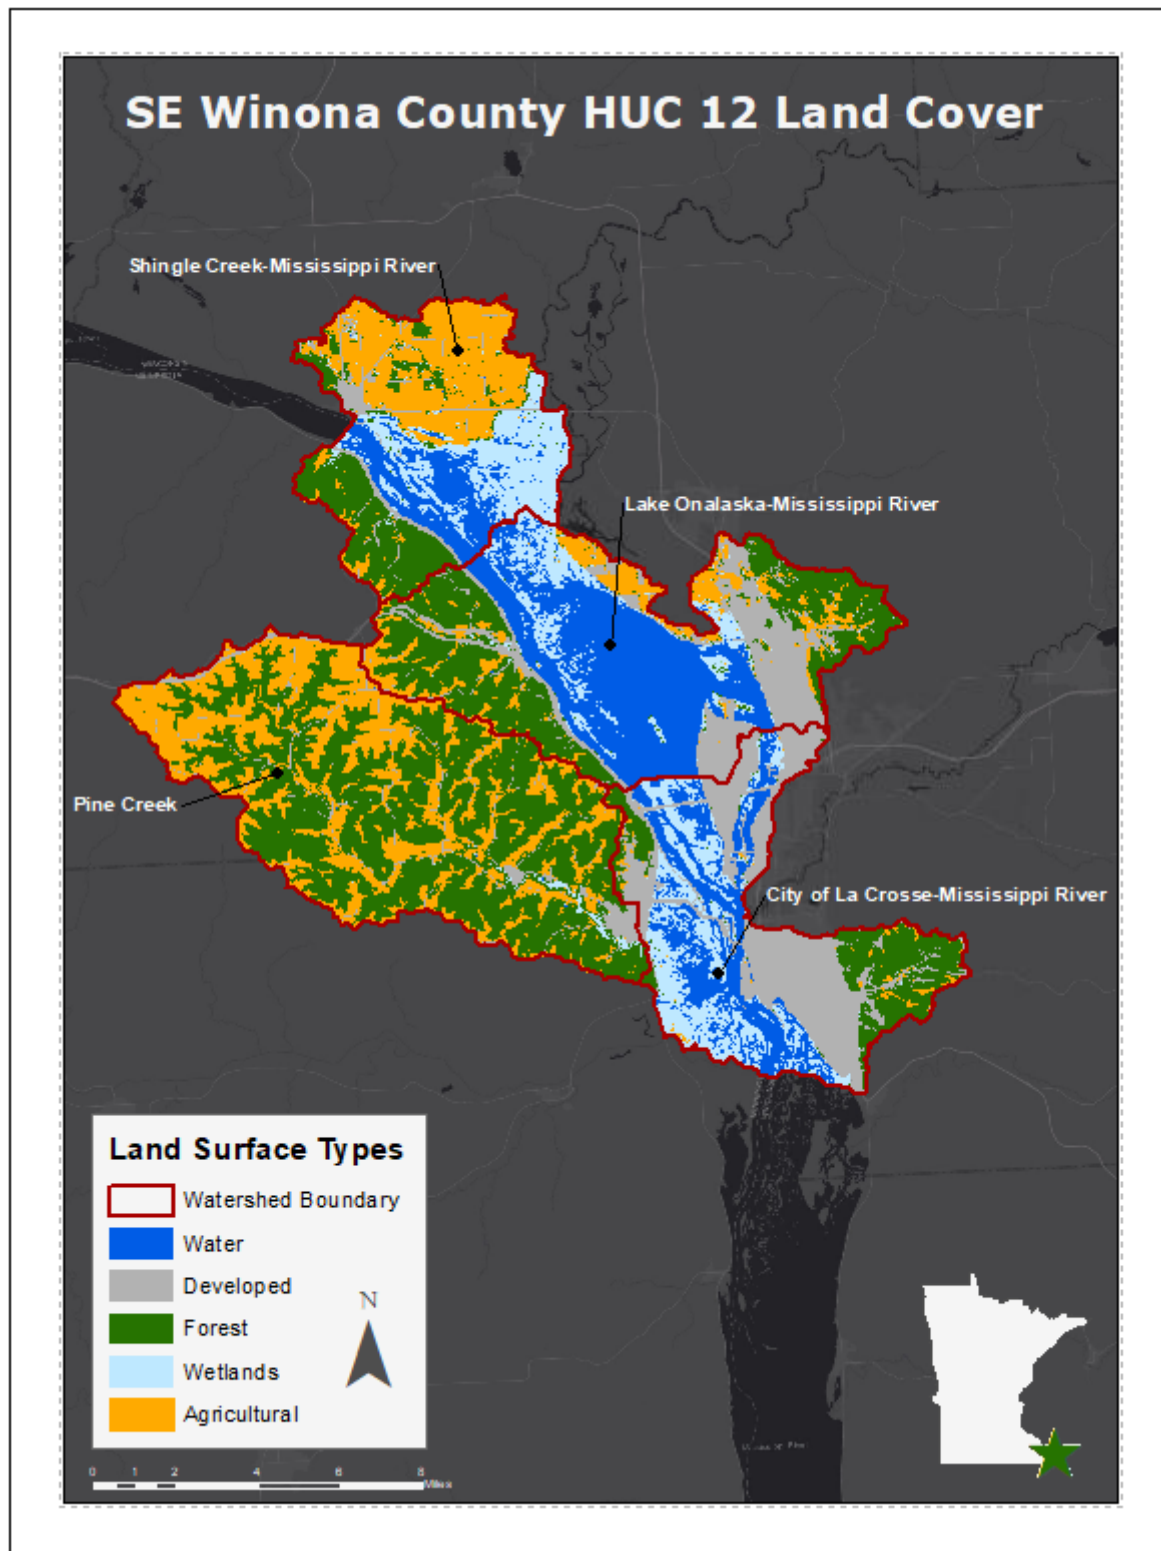 SE Winona County HUC 12 Land Cover
Shingle Creek-Mississippi River
Lake Onalaska-Mississippi River
Pine Creek
City of La Crosse-Mississippi River
Land Surface Types
Watershed Boundary
Water
Developed
Forest
Wetlands
Agricultural
N
0 1 2 4 6 8
Miles